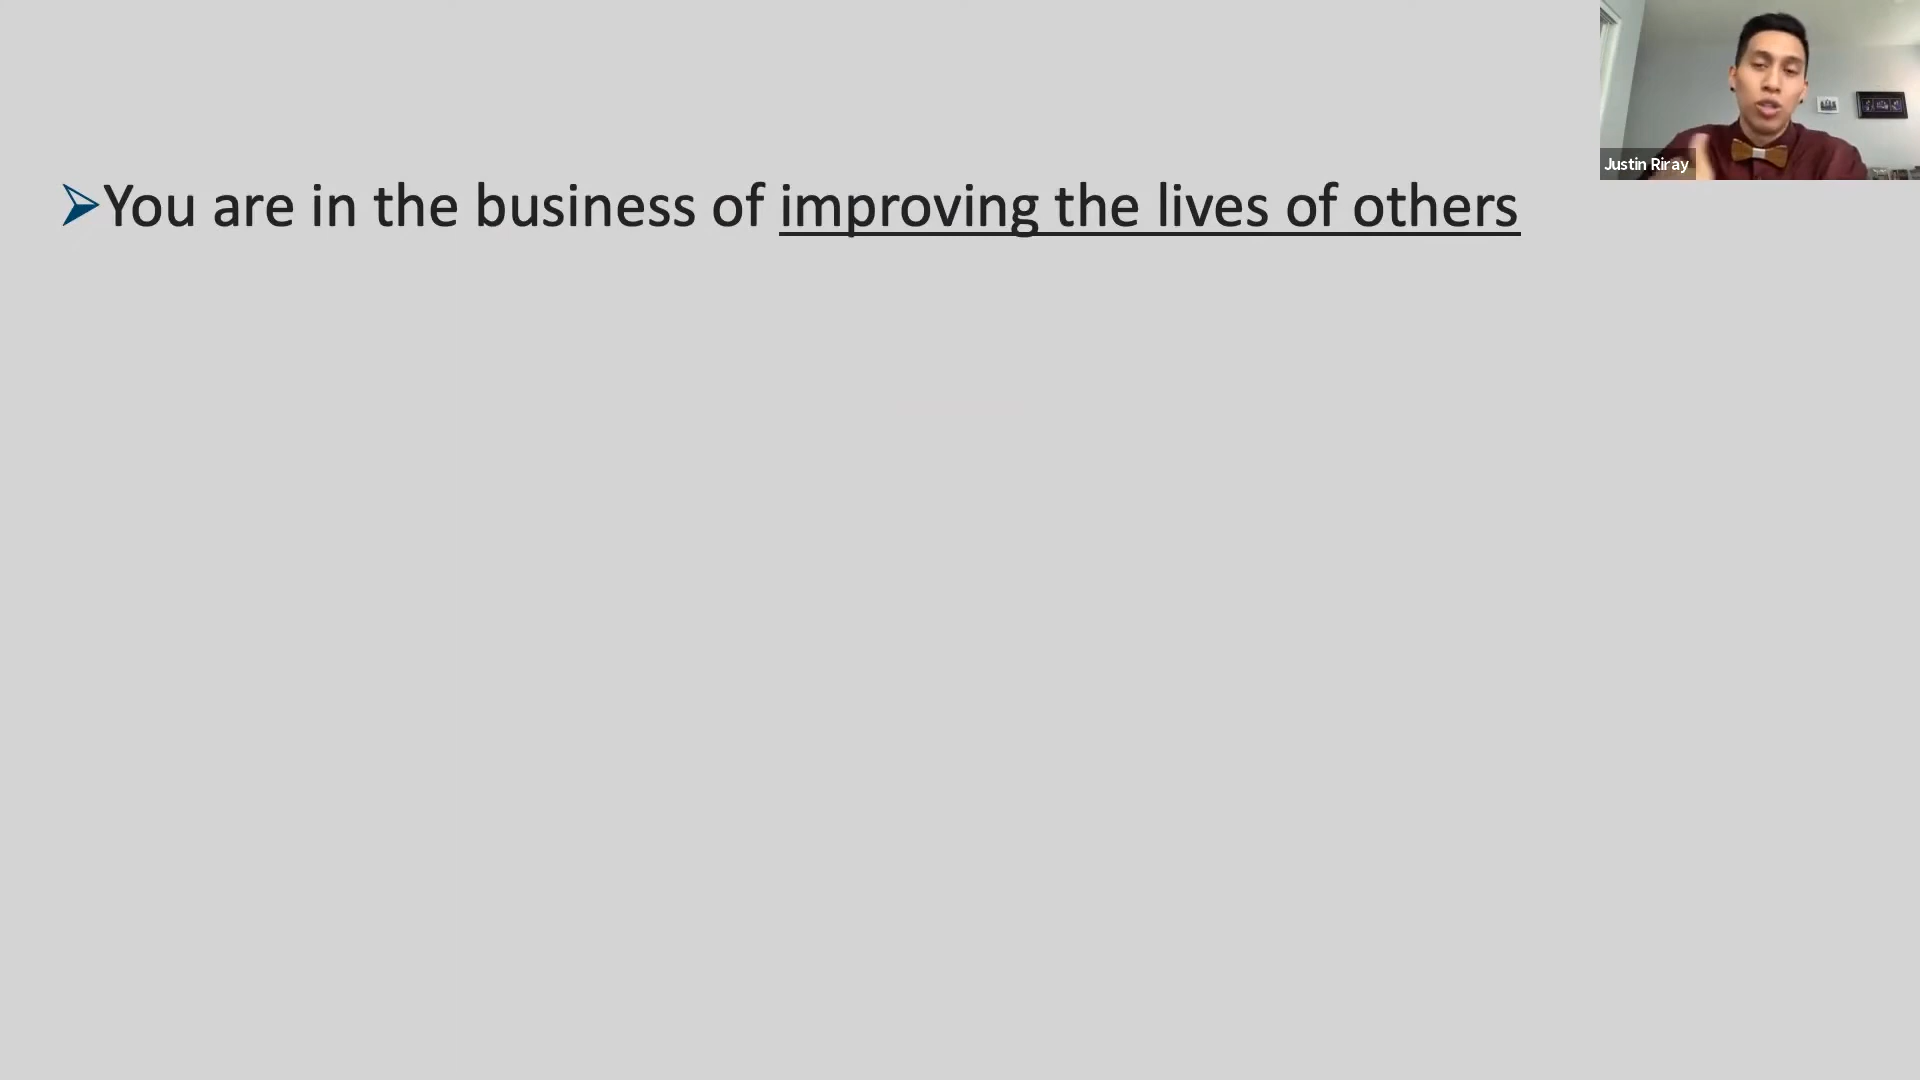 You are in the business of improving the lives of others
Justin Riray